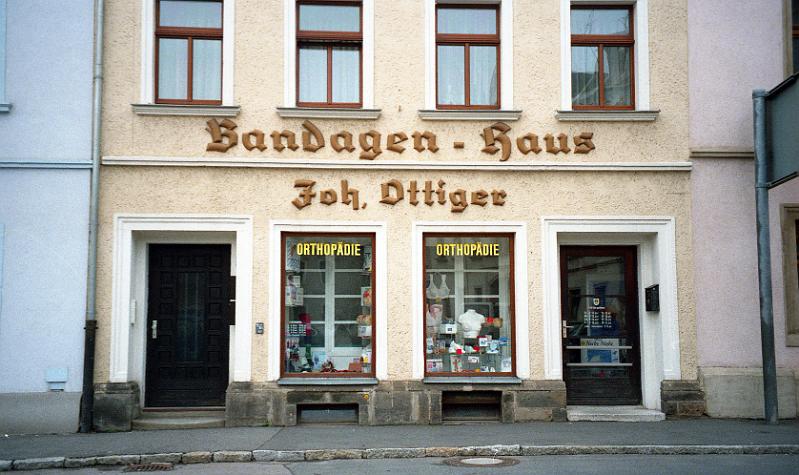 Bandagen - Haus
Joh. Ottiger
ORTHOPÄDIE
ORTHOPÄDIE